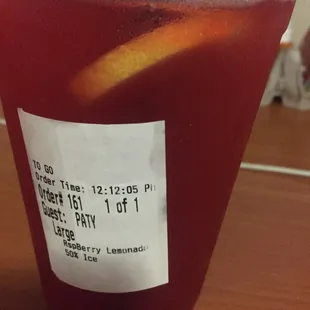 TO GO
Order Time: 12:12:05 P
Order# 161 1 of 1
Guest: PATY
Large
RspBerry Lemonade
50% Ice